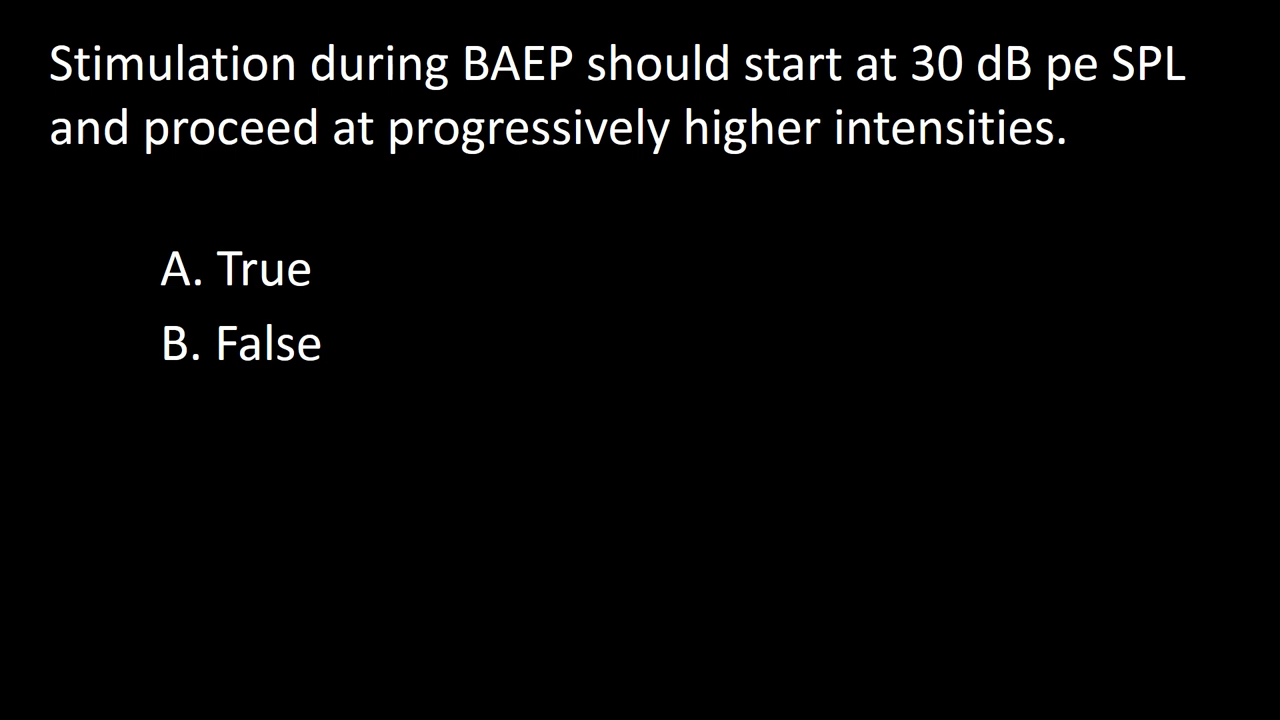 Stimulation during BAEP should start at 30 dB pe SPL
and proceed at progressively higher intensities.
A. True
B. False